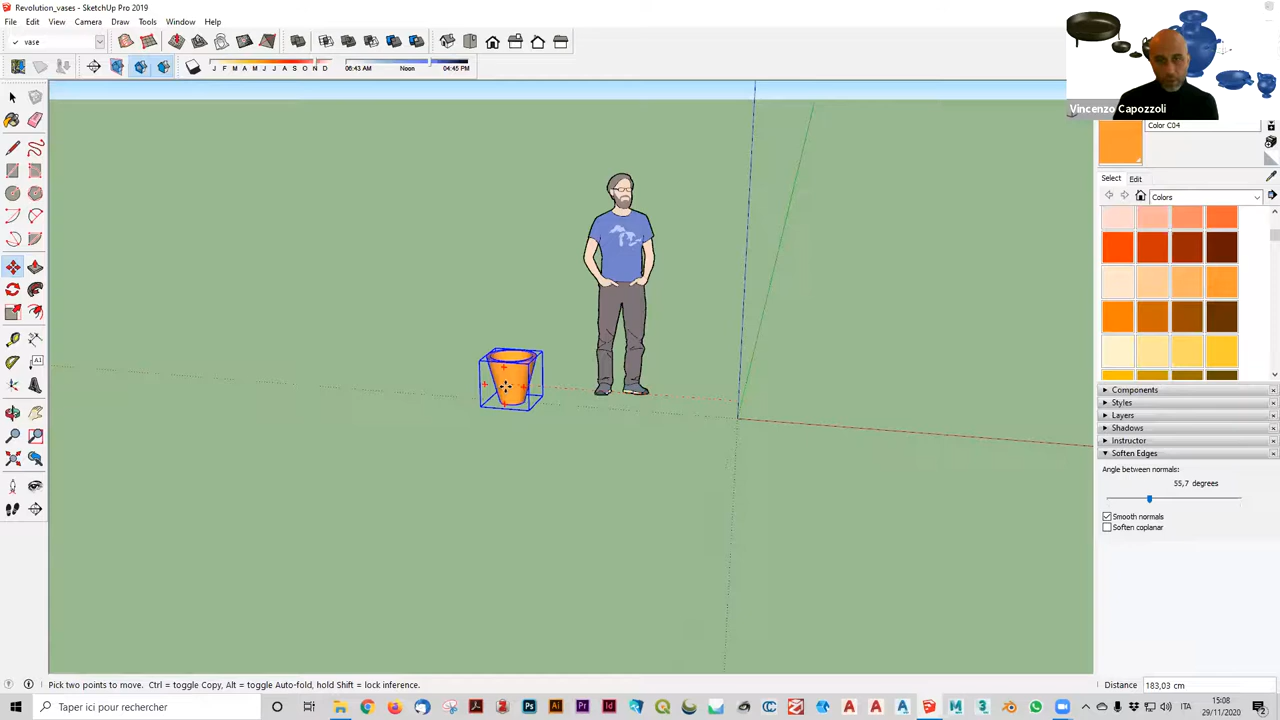 Revolution_vases - SketchUp Pro 2019
File Edit View Camera Draw Tools Window Help
vase
J F M A M J J A S O N D
06:43 AM Noon 04:45 PM
Vincenzo Capozzoli
Color C04
Select Edit
Colors
Components
Styles
Layers
Shadows
Instructor
Soften Edges
Angle between normals:
55,7 degrees
Smooth normals
Soften coplanar
Pick two points to move. Ctrl = toggle Copy, Alt = toggle Auto-fold, hold Shift = lock inference.
Distance 183,03 cm
Taper ici pour rechercher
15:08
29/11/2020